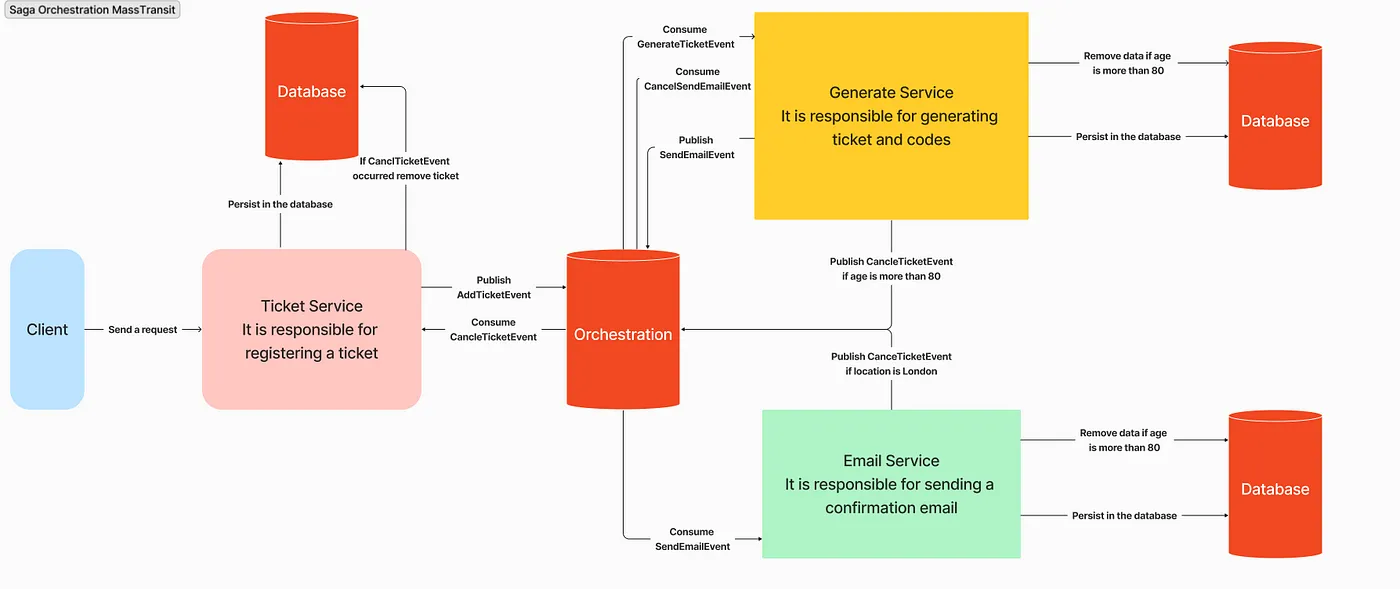 Saga Orchestration MassTransit
Database
If CanclTicketEvent
occurred remove ticket
Persist in the database
Client
Send a request
Ticket Service
It is responsible for
registering a ticket
Publish
AddTicketEvent
Consume
CancleTicketEvent
Orchestration
Consume
GenerateTicketEvent
Consume
CancelSendEmailEvent
Publish
SendEmailEvent
Generate Service
It is responsible for generating
ticket and codes
Remove data if age
is more than 80
Persist in the database
Database
Publish CancleTicketEvent
if age is more than 80
Publish CanceTicketEvent
if location is London
Consume
SendEmailEvent
Email Service
It is responsible for sending a
confirmation email
Remove data if age
is more than 80
Persist in the database
Database